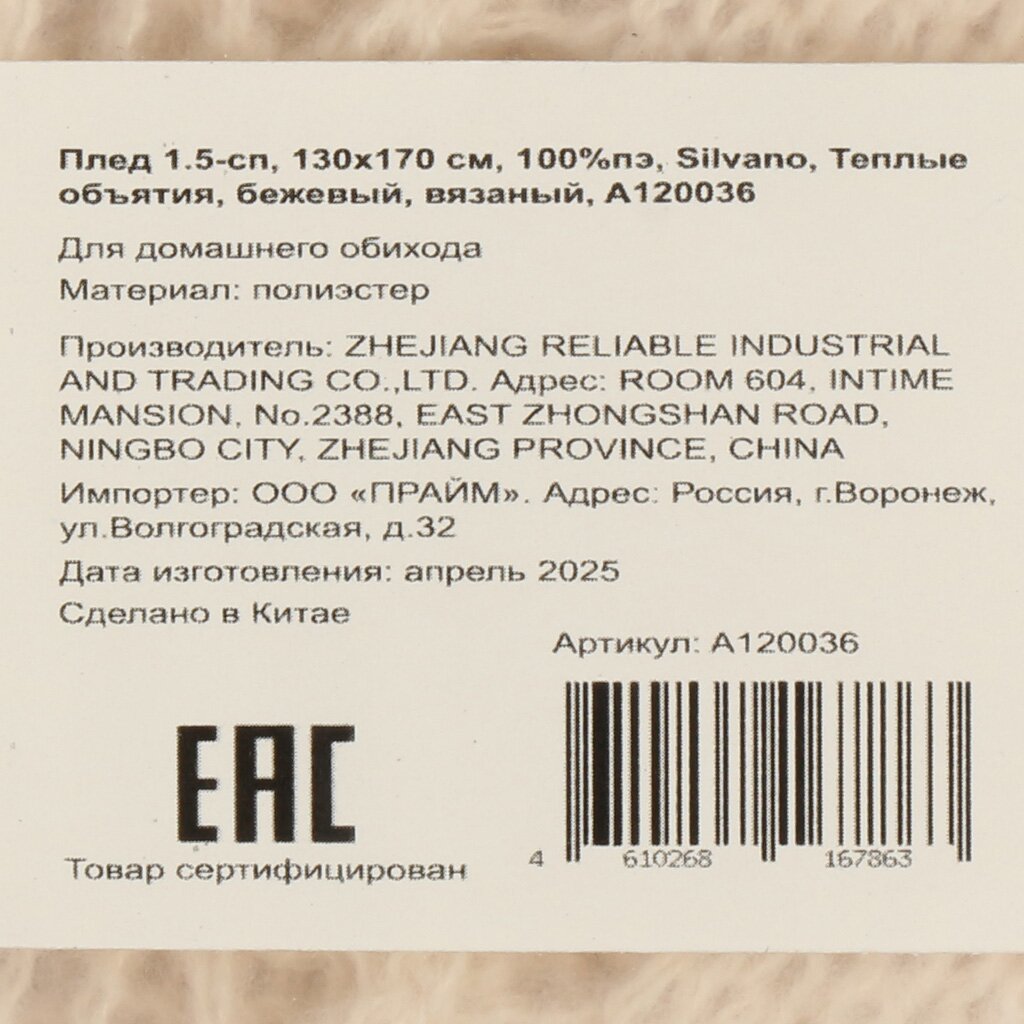 Плед 1.5-сп, 130х170 см, 100%пэ, Silvano, Теплые
объятия, бежевый, вязаный, А120036
Для домашнего обихода
Материал: полиэстер
Производитель: ZHEJIANG RELIABLE INDUSTRIAL
AND TRADING CO.,LTD. Адрес: ROOM 604, INTIME
MANSION, No.2388, EAST ZHONGSHAN ROAD,
NINGBO CITY, ZHEJIANG PROVINCE, CHINA
Импортер: ООО «ПРАЙМ». Адрес: Россия, г.Воронеж,
ул.Волгоградская, д.32
Дата изготовления: апрель 2025
Сделано в Китае
Артикул: А120036
EAC
Товар сертифицирован
4 610268 167863